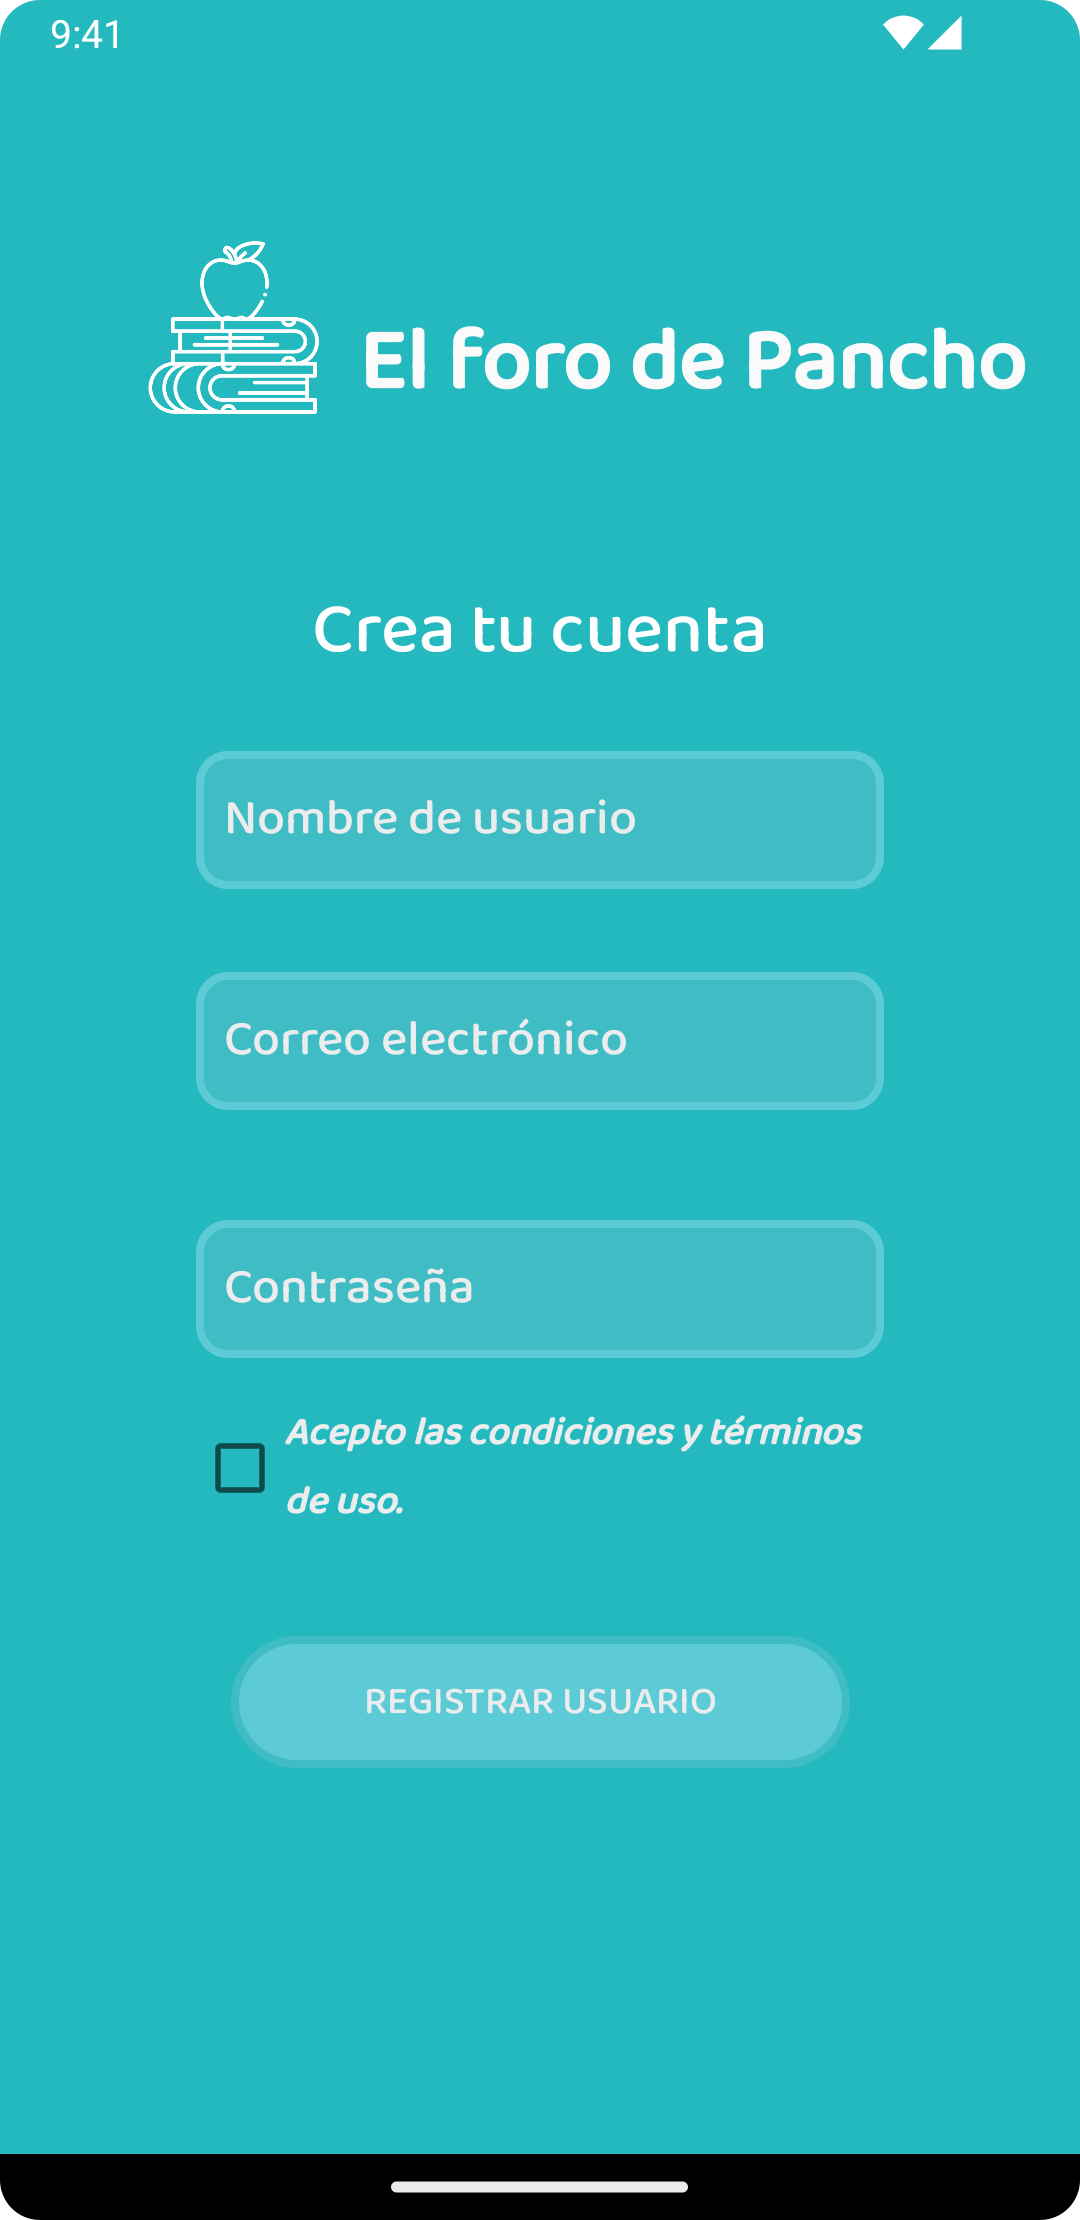 9:41
El foro de Pancho
Crea tu cuenta
Nombre de usuario
Correo electrónico
Contraseña
Acepto las condiciones y términos
de uso.
REGISTRAR USUARIO